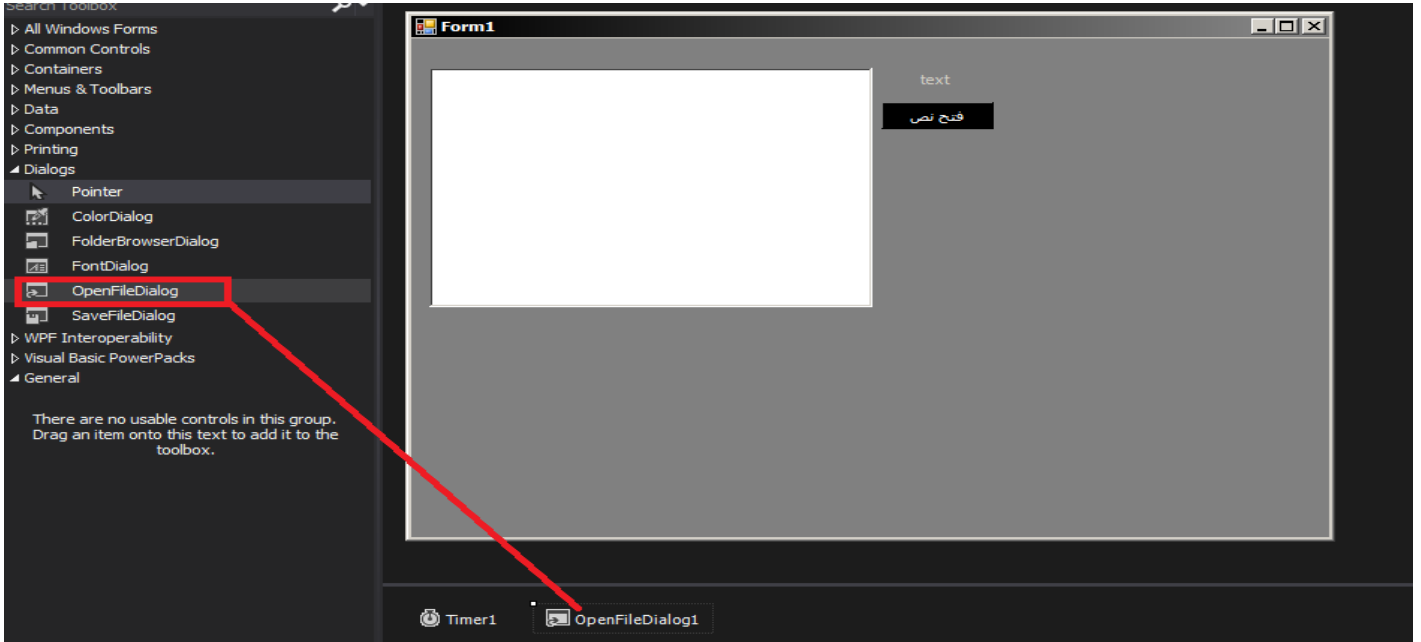 Search Toolbox
All Windows Forms
Common Controls
Containers
Menus & Toolbars
Data
Components
Printing
Dialogs
Pointer
ColorDialog
FolderBrowserDialog
FontDialog
OpenFileDialog
SaveFileDialog
WPF Interoperability
Visual Basic PowerPacks
General
There are no usable controls in this group.
Drag an item onto this text to add it to the
toolbox.
Form1
text
فتح نص
Timer1
OpenFileDialog1